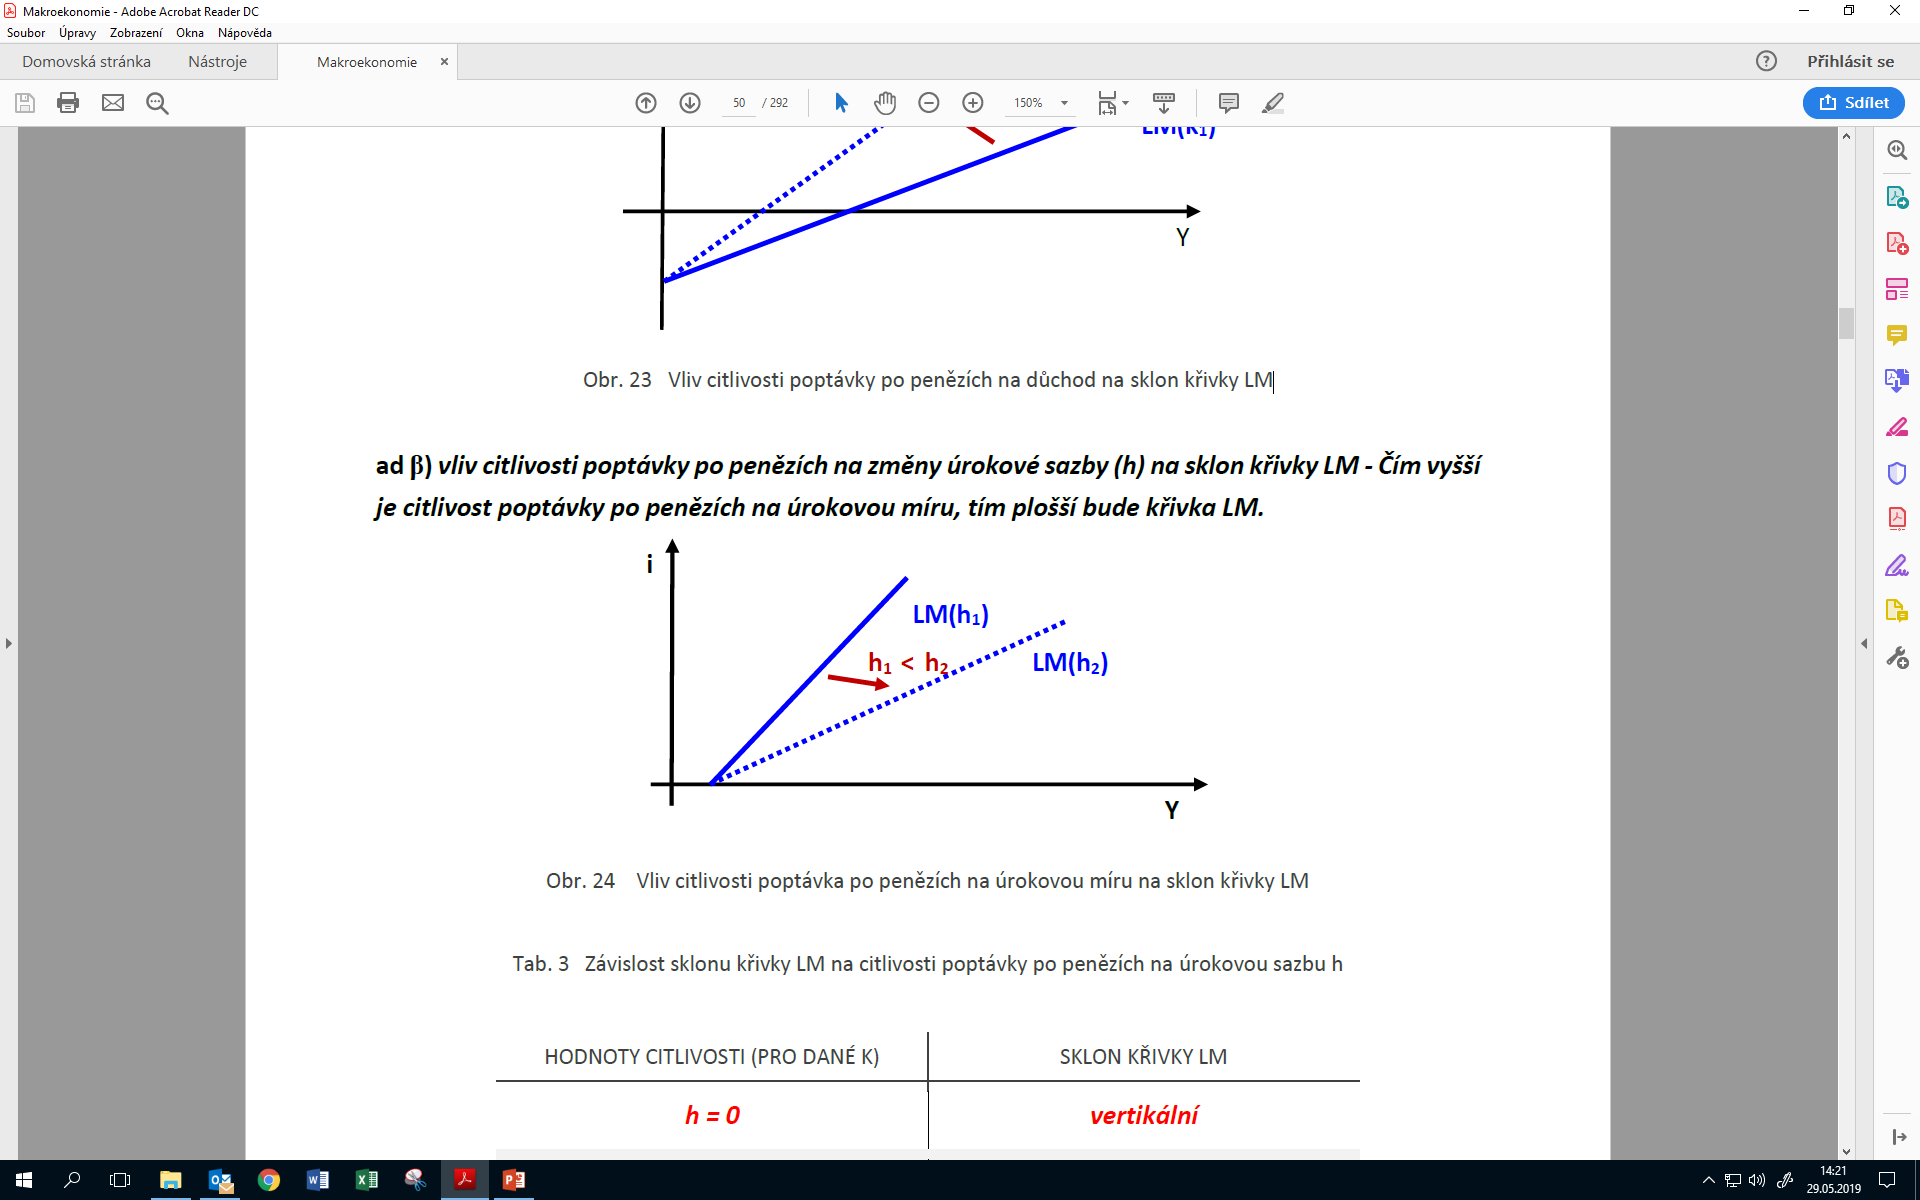 Makroekonomie - Adobe Acrobat Reader DC
Soubor Úpravy Zobrazení Okna Nápověda
Domovská stránka Nástroje Makroekonomie × Přihlásit se
50 / 292 150% Sdílet
LM(k₁)
Y
Obr. 23 Vliv citlivosti poptávky po penězích na důchod na sklon křivky LM
ad β) vliv citlivosti poptávky po penězích na změny úrokové sazby (h) na sklon křivky LM - Čím vyšší
je citlivost poptávky po penězích na úrokovou míru, tím plošší bude křivka LM.
i
LM(h₁)
h₁ < h₂ LM(h₂)
Y
Obr. 24 Vliv citlivosti poptávka po penězích na úrokovou míru na sklon křivky LM
Tab. 3 Závislost sklonu křivky LM na citlivosti poptávky po penězích na úrokovou sazbu h
HODNOTY CITLIVOSTI (PRO DANÉ K) SKLON KŘIVKY LM
h = 0 vertikální
14:21
29.05.2019